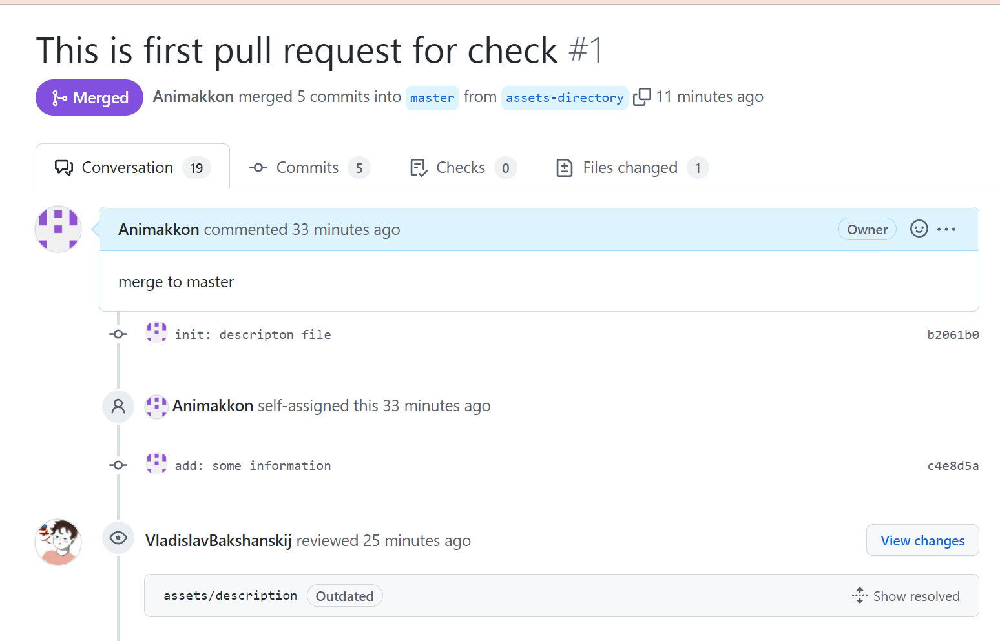 This is first pull request for check #1
Merged Animakkon merged 5 commits into master from assets-directory 11 minutes ago
Conversation 19 Commits 5 Checks 0 Files changed 1
Animakkon commented 33 minutes ago Owner
merge to master
init: descripton file b2061b0
Animakkon self-assigned this 33 minutes ago
add: some information c4e8d5a
VladislavBakshanskij reviewed 25 minutes ago View changes
assets/description Outdated Show resolved